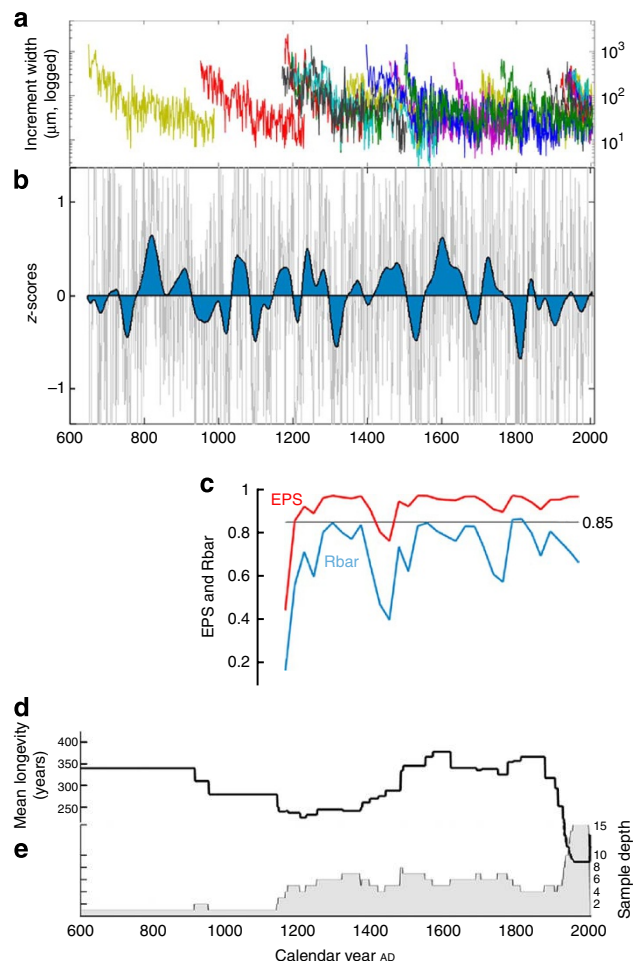 a
Increment width
(μm, logged)
10³
10²
10¹
b
z-scores
1
0
–1
600 800 1000 1200 1400 1600 1800 2000
c
EPS and Rbar
1
0.8
0.6
0.4
0.2
EPS
Rbar
0.85
d
Mean longevity
(years)
400
350
300
250
e
15
10
8
6
4
2
Sample depth
600 800 1000 1200 1400 1600 1800 2000
Calendar year AD